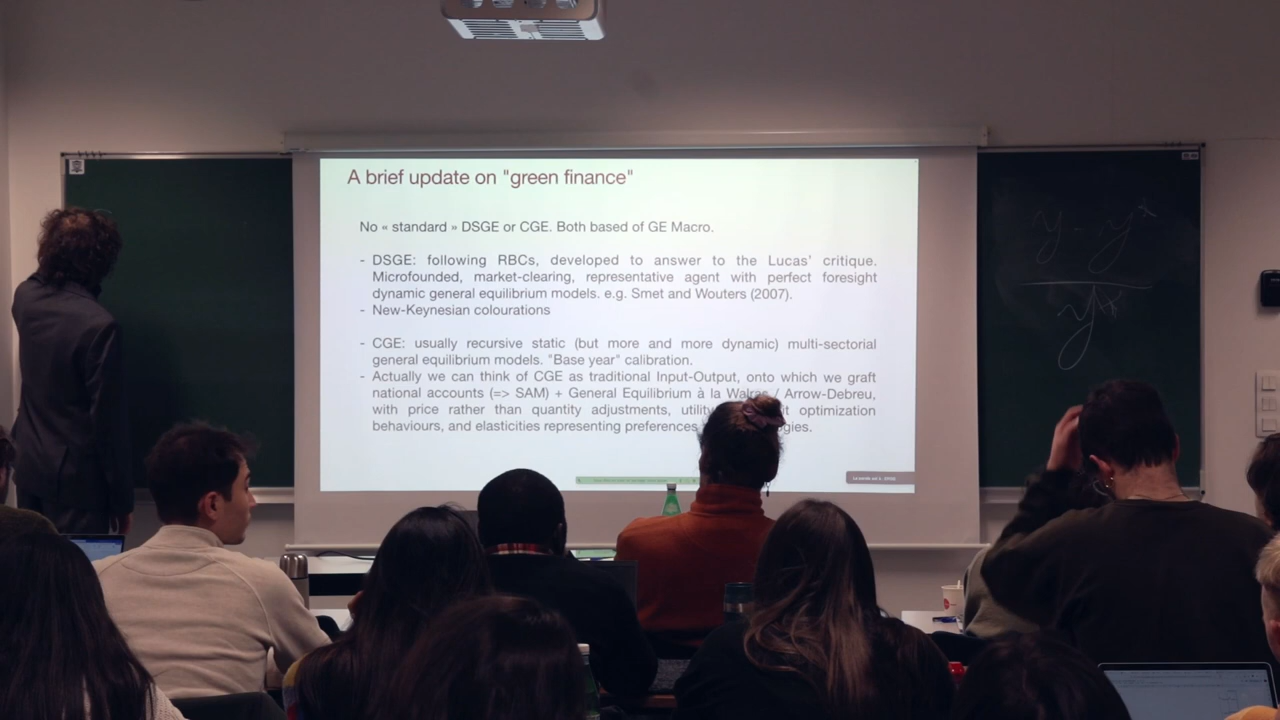 A brief update on "green finance"
No « standard » DSGE or CGE. Both based of GE Macro.
- DSGE: following RBCs, developed to answer to the Lucas' critique.
Microfounded, market-clearing, representative agent with perfect foresight
dynamic general equilibrium models. e.g. Smet and Wouters (2007).
- New-Keynesian colourations
- CGE: usually recursive static (but more and more dynamic) multi-sectorial
general equilibrium models. "Base year" calibration.
- Actually we can think of CGE as traditional Input-Output, onto which we graft
national accounts (=> SAM) + General Equilibrium à la Walras / Arrow-Debreu,
with price rather than quantity adjustments, utility optimization
behaviours, and elasticities representing preferences
y - y*
y*